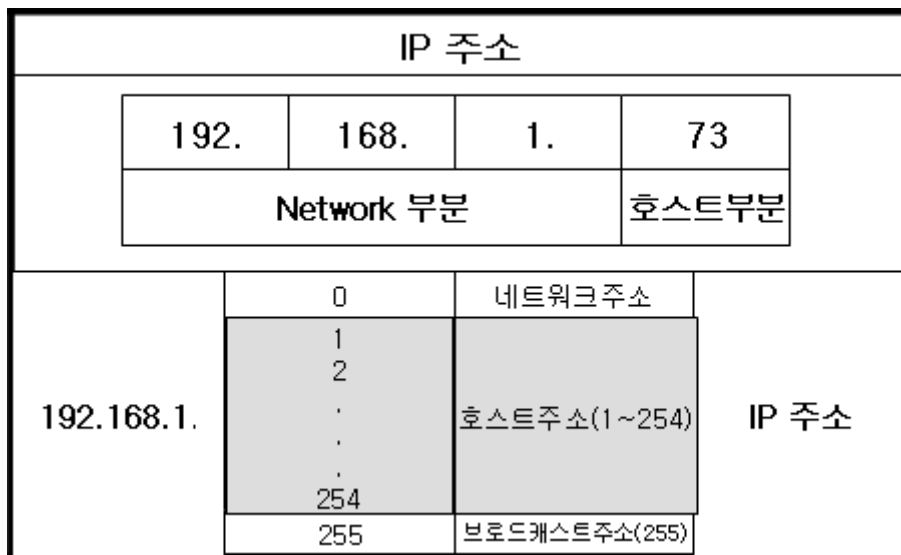 IP 주소
192. 168. 1. 73
Network 부분 호스트부분
0 네트워크주소
1
2
.
192.168.1. 호스트주소(1~254) IP 주소
.
.
254
255 브로드캐스트주소(255)